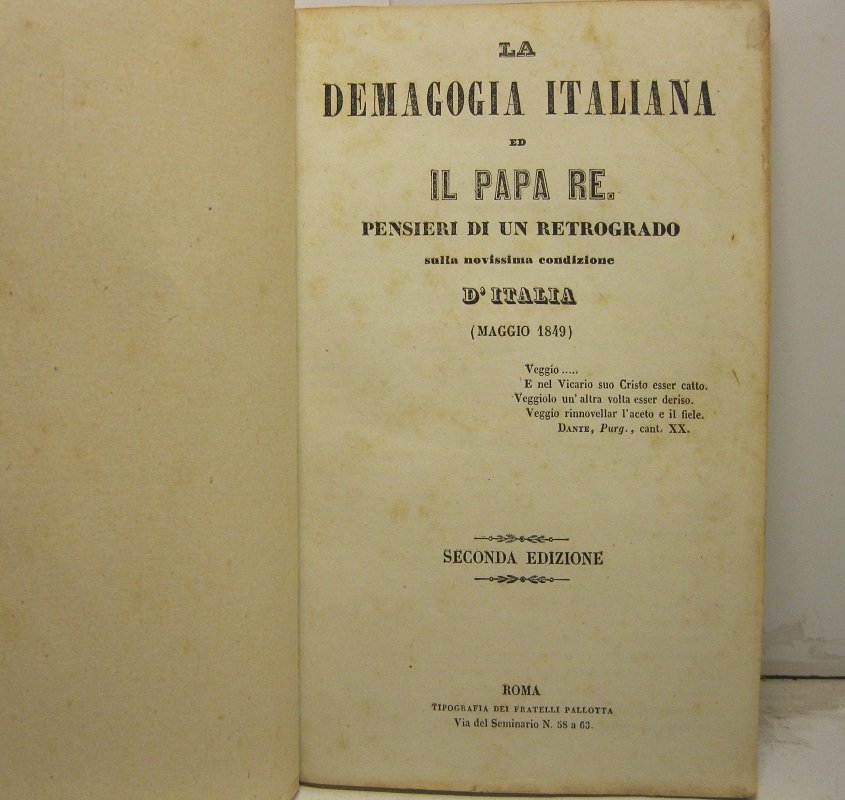 LA
DEMAGOGIA ITALIANA
ED
IL PAPA RE.
PENSIERI DI UN RETROGRADO
sulla novissima condizione
D'ITALIA
(MAGGIO 1849)
Veggio.....
E nel Vicario suo Cristo esser catto.
Veggiolo un' altra volta esser deriso.
Veggio rinnovellar l'aceto e il fiele.
DANTE, Purg., cant. XX.
SECONDA EDIZIONE
ROMA
TIPOGRAFIA DEI FRATELLI PALLOTTA
Via del Seminario N. 58 a 63.